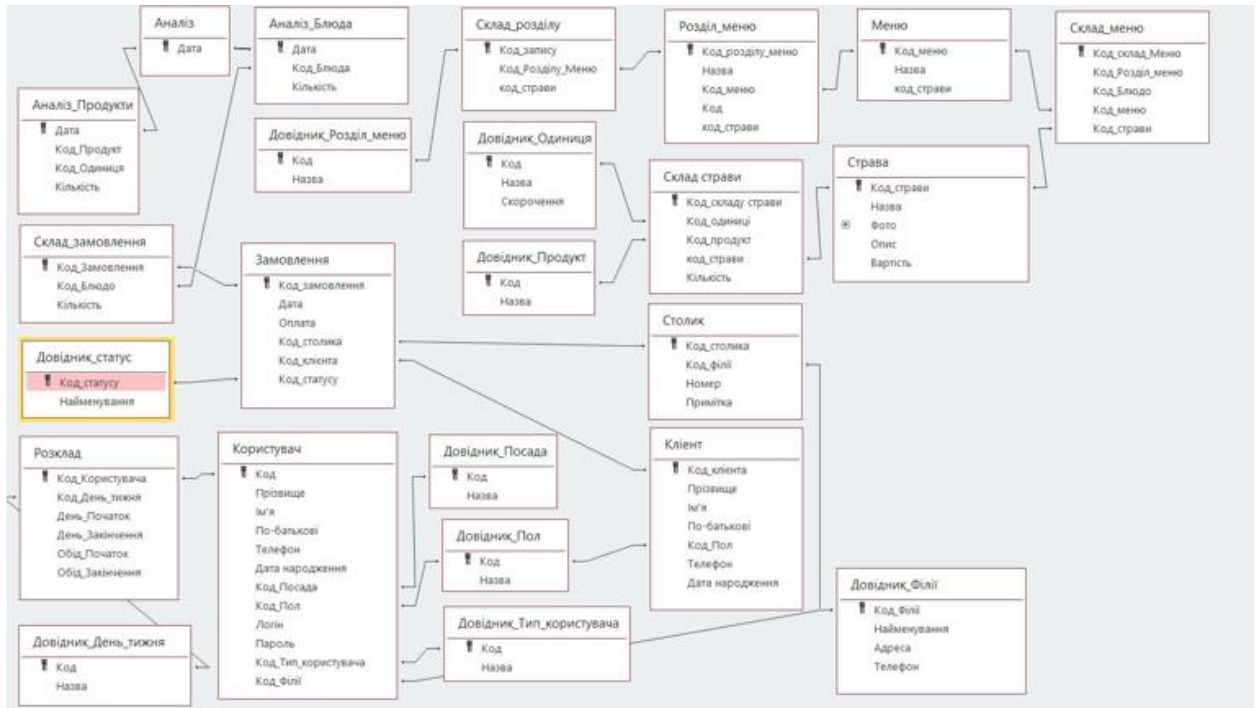 Аналіз
Дата
Аналіз_Блюда
Дата
Код_Блюда
Кількість
Склад_розділу
Код_запису
Код_Розділу_Меню
код_страви
Розділ_меню
Код_розділу_меню
Назва
Код_меню
Код
код_страви
Меню
Код_меню
Назва
код_страви
Склад_меню
Код_склад_Меню
Код_Розділ_меню
Код_Блюдо
Код_меню
Код_страви
Аналіз_Продукти
Дата
Код_Продукт
Код_Одиниця
Кількість
Довідник_Розділ_меню
Код
Назва
Довідник_Одиниця
Код
Назва
Скорочення
Склад страви
Код_складу страви
Код_одиниці
Код_продукт
код_страви
Кількість
Страва
Код_страви
Назва
Фото
Опис
Вартість
Склад_замовлення
Код_Замовлення
Код_Блюдо
Кількість
Замовлення
Код_замовлення
Дата
Оплата
Код_столика
Код_клієнта
Код_статусу
Довідник_Продукт
Код
Назва
Столик
Код_столика
Код_філії
Номер
Примітка
Довідник_статус
Код_статусу
Найменування
Розклад
Код_Користувача
Код_День_тижня
День_Початок
День_Закінчення
Обід_Початок
Обід_Закінчення
Користувач
Код
Прізвище
Ім'я
По-батькові
Телефон
Дата народження
Код_Посада
Код_Пол
Логін
Пароль
Код_Тип_користувача
Код_Філії
Довідник_Посада
Код
Назва
Довідник_Пол
Код
Назва
Клієнт
Код_клієнта
Прізвище
Ім'я
По-батькові
Код_Пол
Телефон
Дата народження
Довідник_Тип_користувача
Код
Назва
Довідник_Філії
Код_Філії
Найменування
Адреса
Телефон
Довідник_День_тижня
Код
Назва